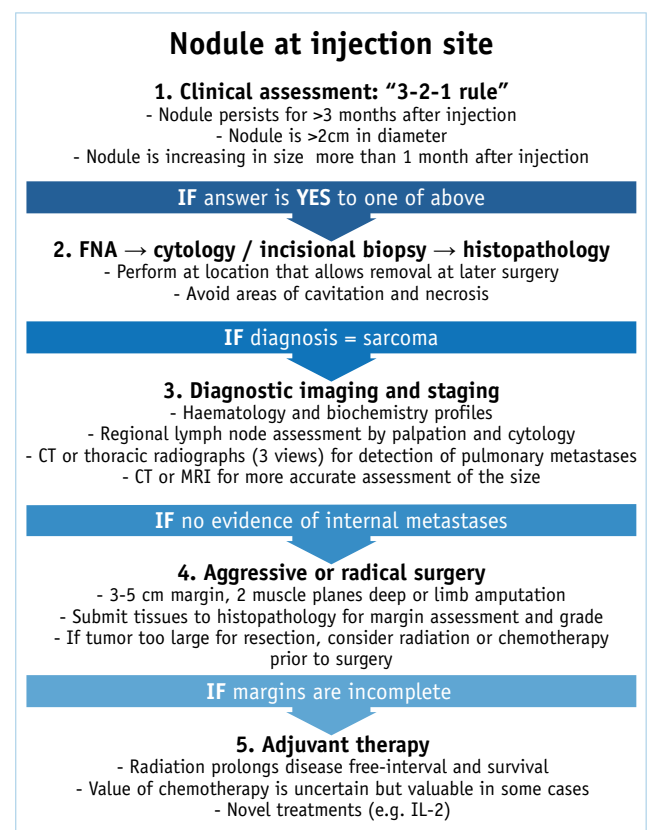 Nodule at injection site
1. Clinical assessment: “3-2-1 rule”
- Nodule persists for >3 months after injection
- Nodule is >2cm in diameter
- Nodule is increasing in size more than 1 month after injection
IF answer is YES to one of above
2. FNA → cytology / incisional biopsy → histopathology
- Perform at location that allows removal at later surgery
- Avoid areas of cavitation and necrosis
IF diagnosis = sarcoma
3. Diagnostic imaging and staging
- Haematology and biochemistry profiles
- Regional lymph node assessment by palpation and cytology
- CT or thoracic radiographs (3 views) for detection of pulmonary metastases
- CT or MRI for more accurate assessment of the size
IF no evidence of internal metastases
4. Aggressive or radical surgery
- 3-5 cm margin, 2 muscle planes deep or limb amputation
- Submit tissues to histopathology for margin assessment and grade
- If tumor too large for resection, consider radiation or chemotherapy
prior to surgery
IF margins are incomplete
5. Adjuvant therapy
- Radiation prolongs disease free-interval and survival
- Value of chemotherapy is uncertain but valuable in some cases
- Novel treatments (e.g. IL-2)